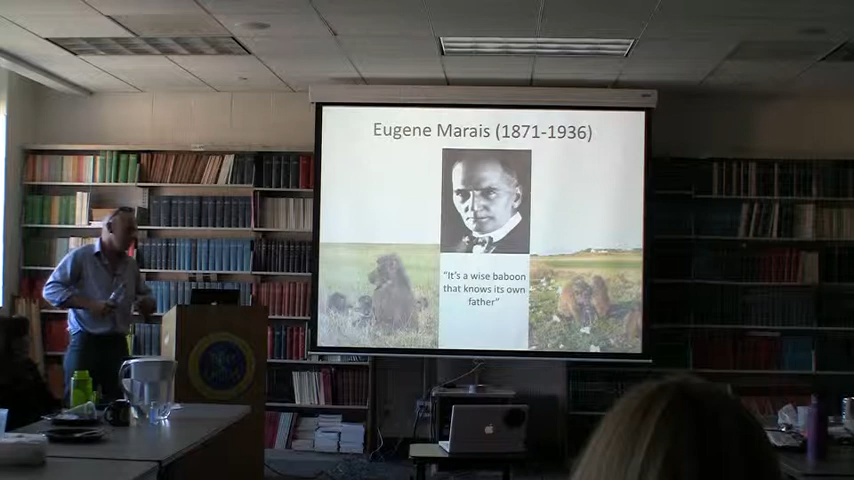 Eugene Marais (1871-1936)
"It's a wise baboon
that knows its own
father"